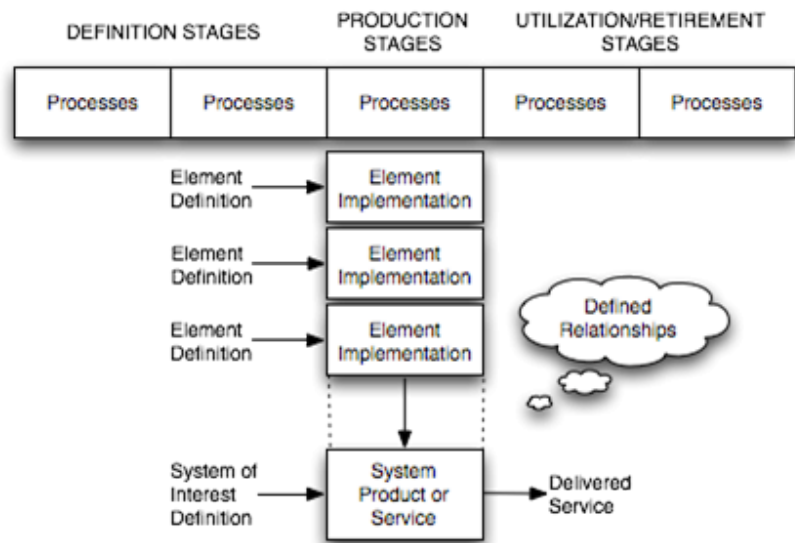 DEFINITION STAGES
PRODUCTION
STAGES
UTILIZATION/RETIREMENT
STAGES
Processes
Processes
Processes
Processes
Processes
Element
Definition
Element
Implementation
Element
Definition
Element
Implementation
Element
Definition
Element
Implementation
Defined
Relationships
System of
Interest
Definition
System
Product or
Service
Delivered
Service